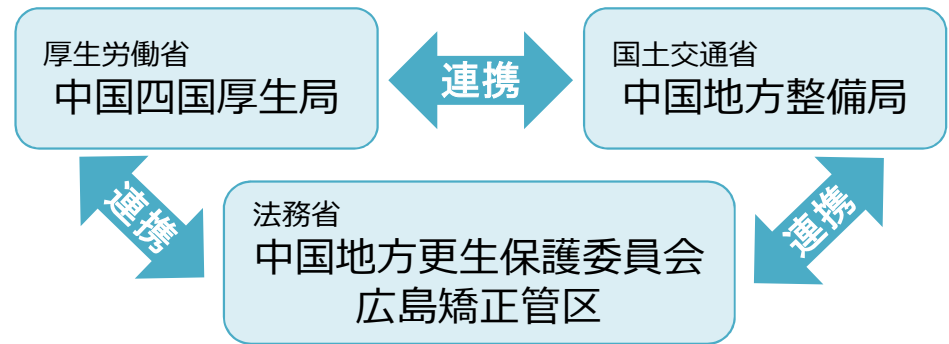 厚生労働省
中国四国厚生局
連携
国土交通省
中国地方整備局
連携
法務省
中国地方更生保護委員会
広島矯正管区
連携